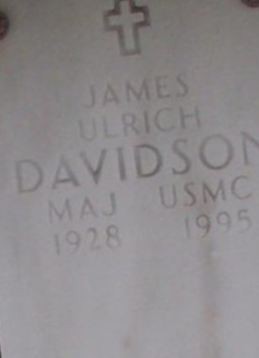 JAMES
ULRICH
DAVIDSON
MAJ USMC
1928 1995